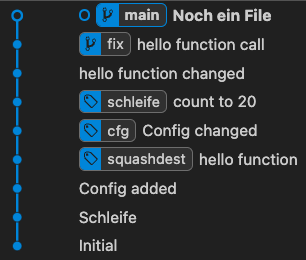 main Noch ein File
fix hello function call
hello function changed
schleife count to 20
cfg Config changed
squashdest hello function
Config added
Schleife
Initial